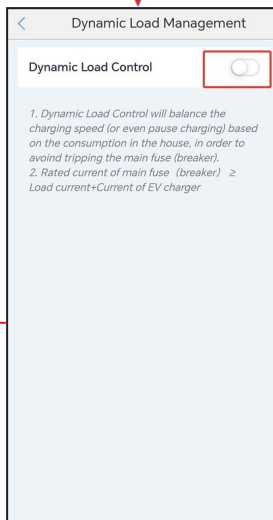 Dynamic Load Management
Dynamic Load Control
1. Dynamic Load Control will balance the
charging speed (or even pause charging) based
on the consumption in the house, in order to
avoind tripping the main fuse (breaker).
2. Rated current of main fuse（breaker） ≥
Load current+Current of EV charger